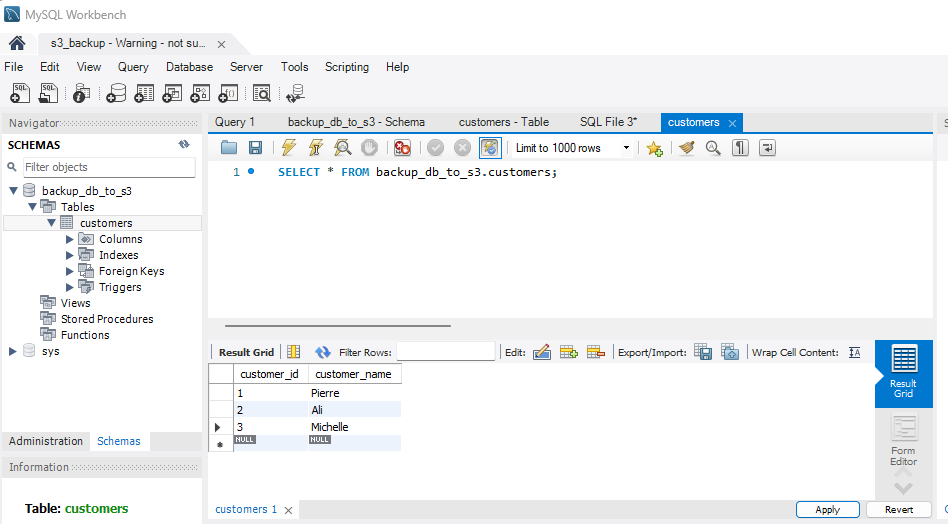 MySQL Workbench
s3_backup - Warning - not su...
File Edit View Query Database Server Tools Scripting Help
Navigator
SCHEMAS
Filter objects
backup_db_to_s3
Tables
customers
Columns
Indexes
Foreign Keys
Triggers
Views
Stored Procedures
Functions
sys
Administration Schemas
Information
Table: customers
Query 1 backup_db_to_s3 - Schema customers - Table SQL File 3* customers
Limit to 1000 rows
1 SELECT * FROM backup_db_to_s3.customers;
Result Grid Filter Rows: Edit: Export/Import: Wrap Cell Content:
customer_id customer_name
1 Pierre
2 Ali
3 Michelle
NULL NULL
Result
Grid
Form
Editor
customers 1
Apply Revert